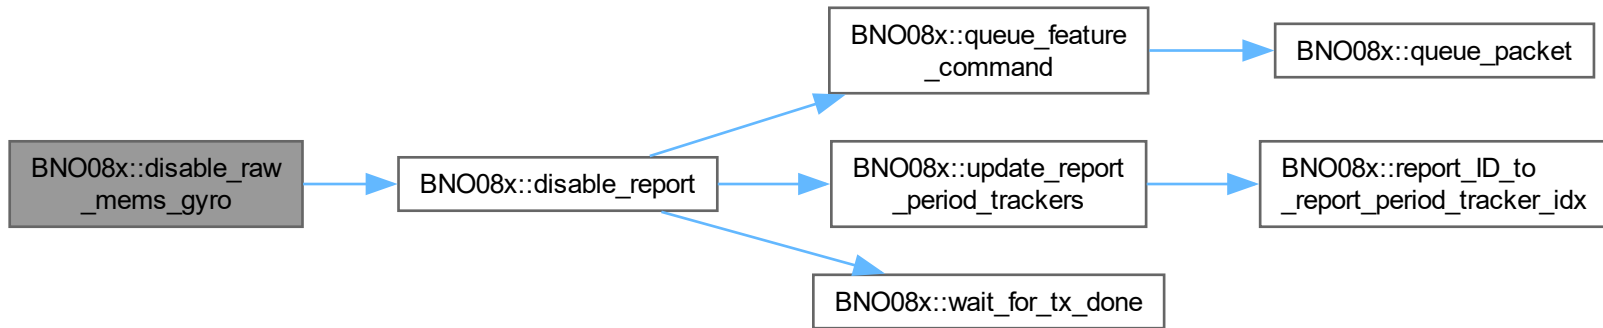 BNO08x::disable_raw
_mems_gyro
BNO08x::disable_report
BNO08x::queue_feature
_command
BNO08x::queue_packet
BNO08x::update_report
_period_trackers
BNO08x::report_ID_to
_report_period_tracker_idx
BNO08x::wait_for_tx_done